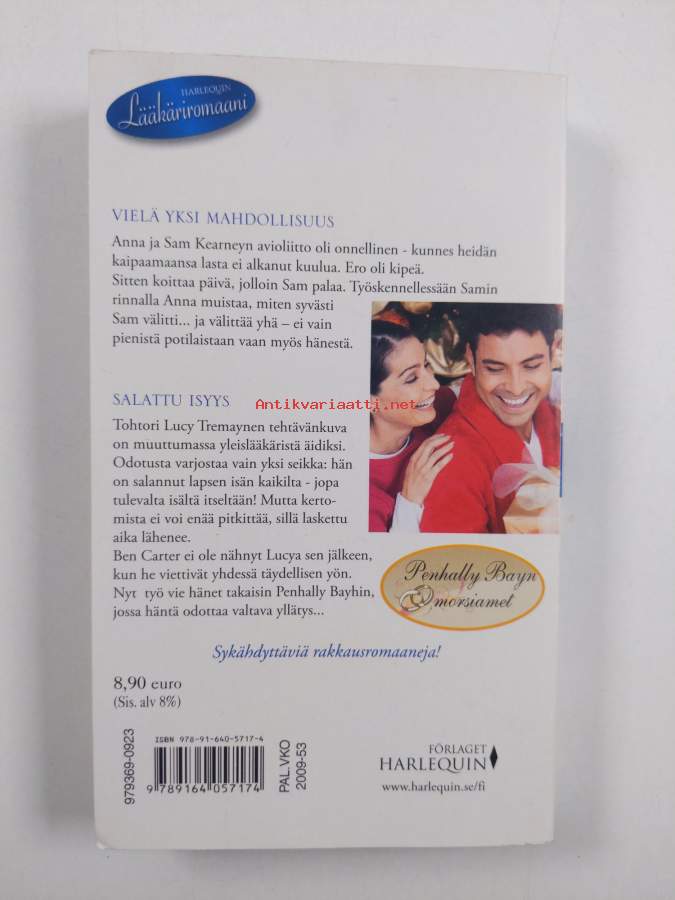 HARLEQUIN
Lääkäriromaani
VIELÄ YKSI MAHDOLLISUUS
Anna ja Sam Kearneyn avioliitto oli onnellinen - kunnes heidän
kaipaamaansa lasta ei alkanut kuulua. Ero oli kipeä.
Sitten koittaa päivä, jolloin Sam palaa. Työskennellessään Samin
rinnalla Anna muistaa, miten syvästi
Sam välitti... ja välittää yhä – ei vain
pienistä potilaistaan vaan myös hänestä.
SALATTU ISYYS
Antikvariaatti.net
Tohtori Lucy Tremaynen tehtävänkuva
on muuttumassa yleislääkäristä äidiksi.
Odotusta varjostaa vain yksi seikka: hän
on salannut lapsen isän kaikilta - jopa
tulevalta isältä itseltään! Mutta kerto-
mista ei voi enää pitkittää, sillä laskettu
aika lähenee.
Ben Carter ei ole nähnyt Lucya sen jälkeen,
kun he viettivät yhdessä täydellisen yön.
Nyt työ vie hänet takaisin Penhally Bayhin,
jossa häntä odottaa valtava yllätys...
Penhally Bayn
morsiamet
Sykähdyttäviä rakkausromaaneja!
8,90 euro
(Sis. alv 8%)
979369-0923
ISBN 978-91-640-5717-4
9 789164 057174
PAL.VKO
2009-53
FÖRLAGET
HARLEQUIN
www.harlequin.se/fi